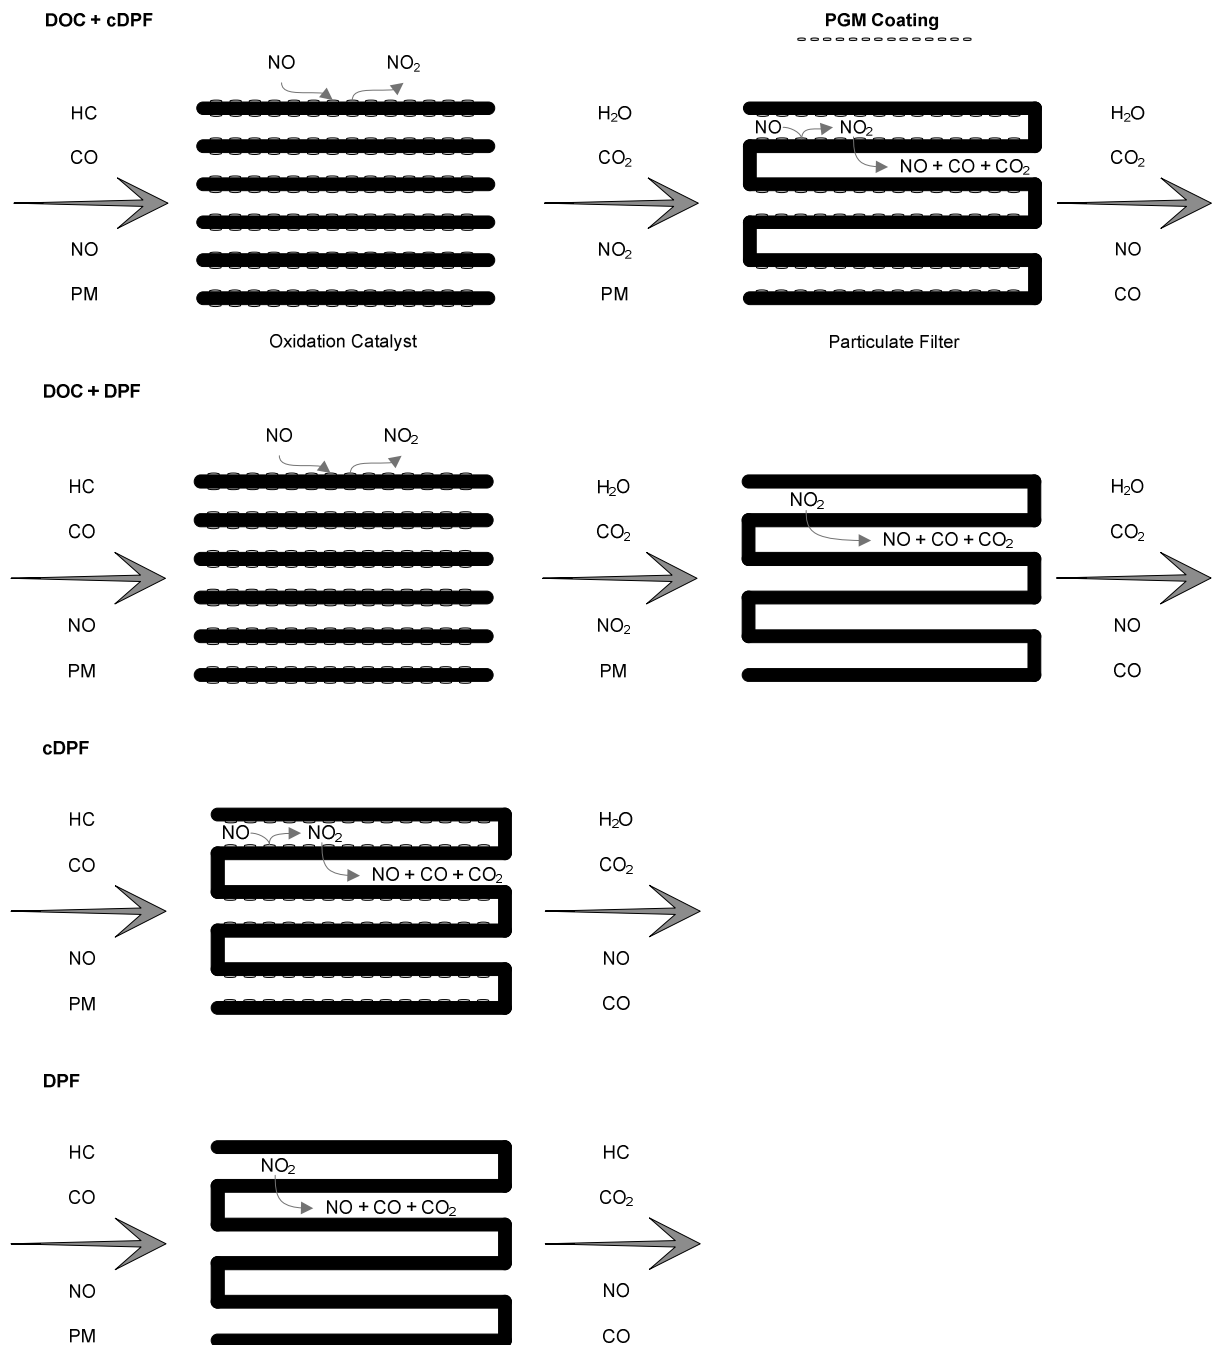 DOC + cDPF
PGM Coating
NO NO₂
HC H₂O H₂O
NO NO₂
CO CO₂ CO₂
NO + CO + CO₂
NO NO₂ NO
PM PM CO
Oxidation Catalyst Particulate Filter
DOC + DPF
NO NO₂
HC H₂O H₂O
NO₂
CO CO₂ CO₂
NO + CO + CO₂
NO NO₂ NO
PM PM CO
cDPF
HC H₂O
NO NO₂
CO CO₂
NO + CO + CO₂
NO NO
PM CO
DPF
HC HC
NO₂
CO CO₂
NO + CO + CO₂
NO NO
PM CO